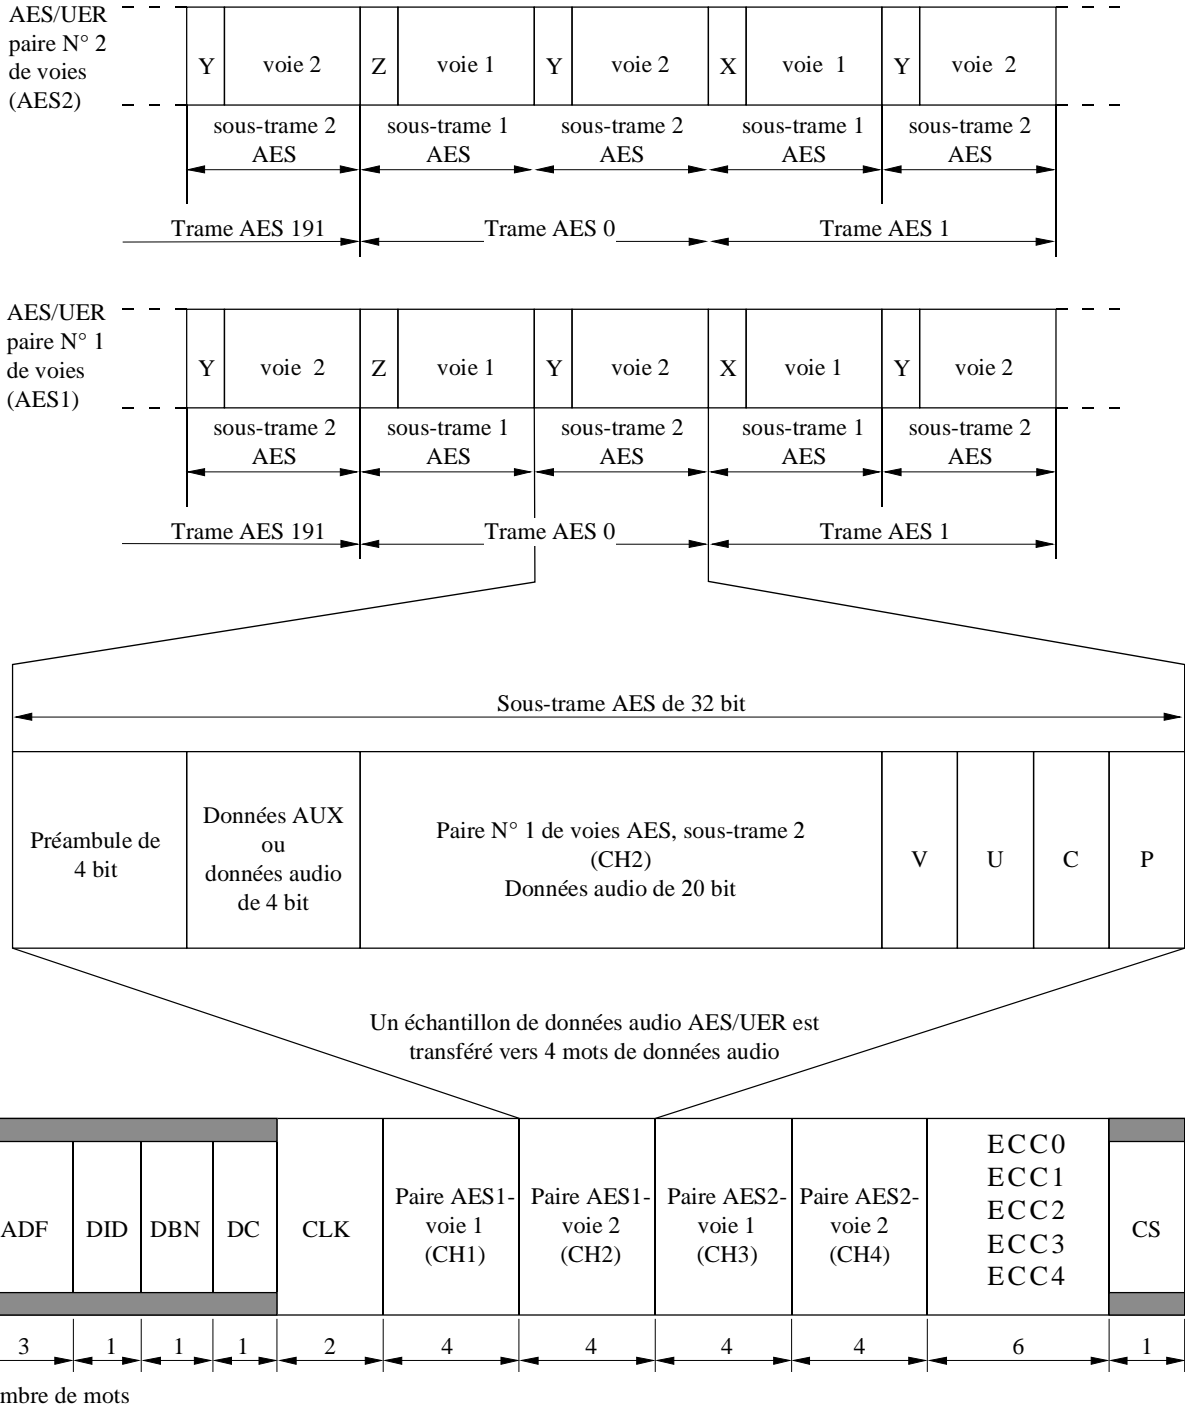 AES/UER
paire N° 2
de voies
(AES2)
Y voie 2 Z voie 1 Y voie 2 X voie 1 Y voie 2
sous-trame 2 sous-trame 1 sous-trame 2 sous-trame 1 sous-trame 2
AES AES AES AES AES
Trame AES 191 Trame AES 0 Trame AES 1
AES/UER
paire N° 1
de voies
(AES1)
Y voie 2 Z voie 1 Y voie 2 X voie 1 Y voie 2
sous-trame 2 sous-trame 1 sous-trame 2 sous-trame 1 sous-trame 2
AES AES AES AES AES
Trame AES 191 Trame AES 0 Trame AES 1
Sous-trame AES de 32 bit
Préambule de
4 bit
Données AUX
ou
données audio
de 4 bit
Paire N° 1 de voies AES, sous-trame 2
(CH2)
Données audio de 20 bit
V U C P
Un échantillon de données audio AES/UER est
transféré vers 4 mots de données audio
ADF DID DBN DC CLK
Paire AES1-
voie 1
(CH1)
Paire AES1-
voie 2
(CH2)
Paire AES2-
voie 1
(CH3)
Paire AES2-
voie 2
(CH4)
ECC0
ECC1
ECC2
ECC3
ECC4
CS
3 1 1 1 2 4 4 4 4 6 1
mbre de mots